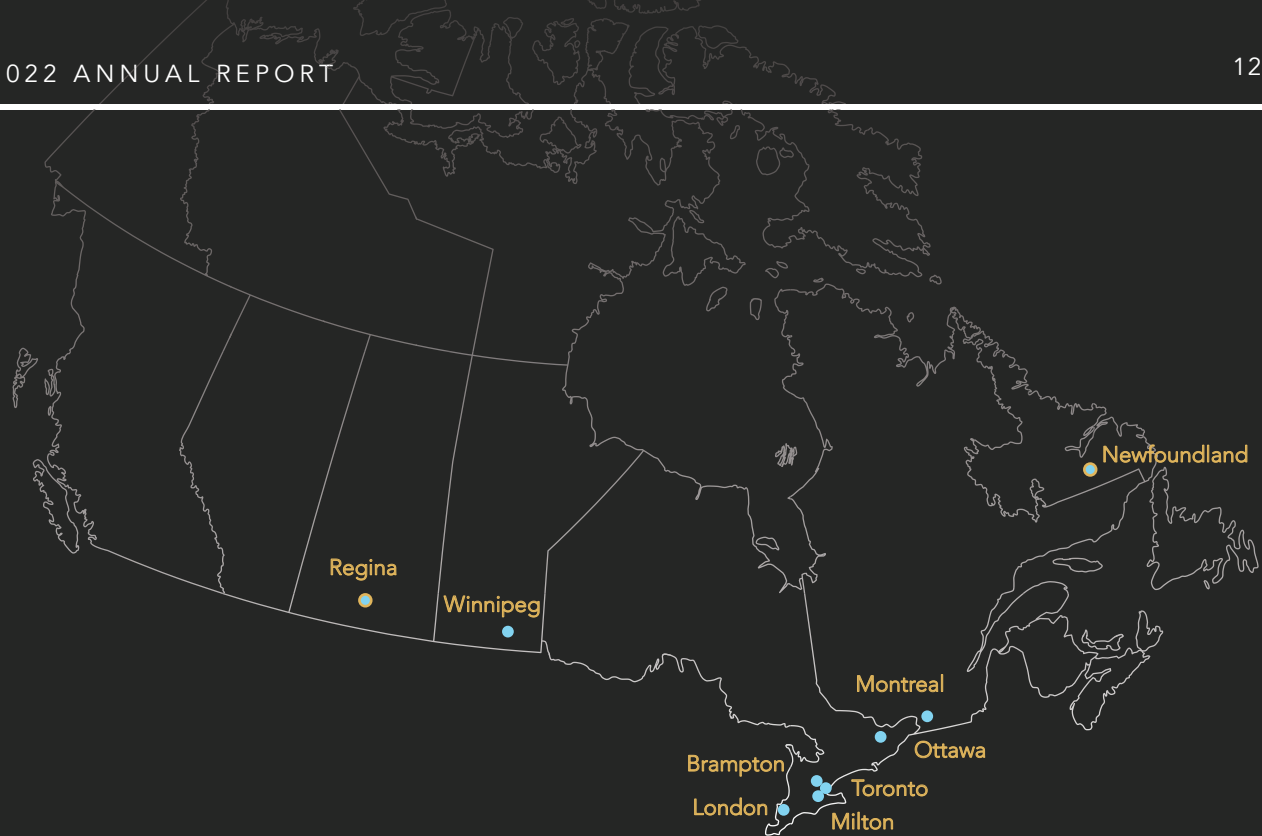 022 ANNUAL REPORT
12
Newfoundland
Regina
Winnipeg
Montreal
Ottawa
Brampton
Toronto
London
Milton